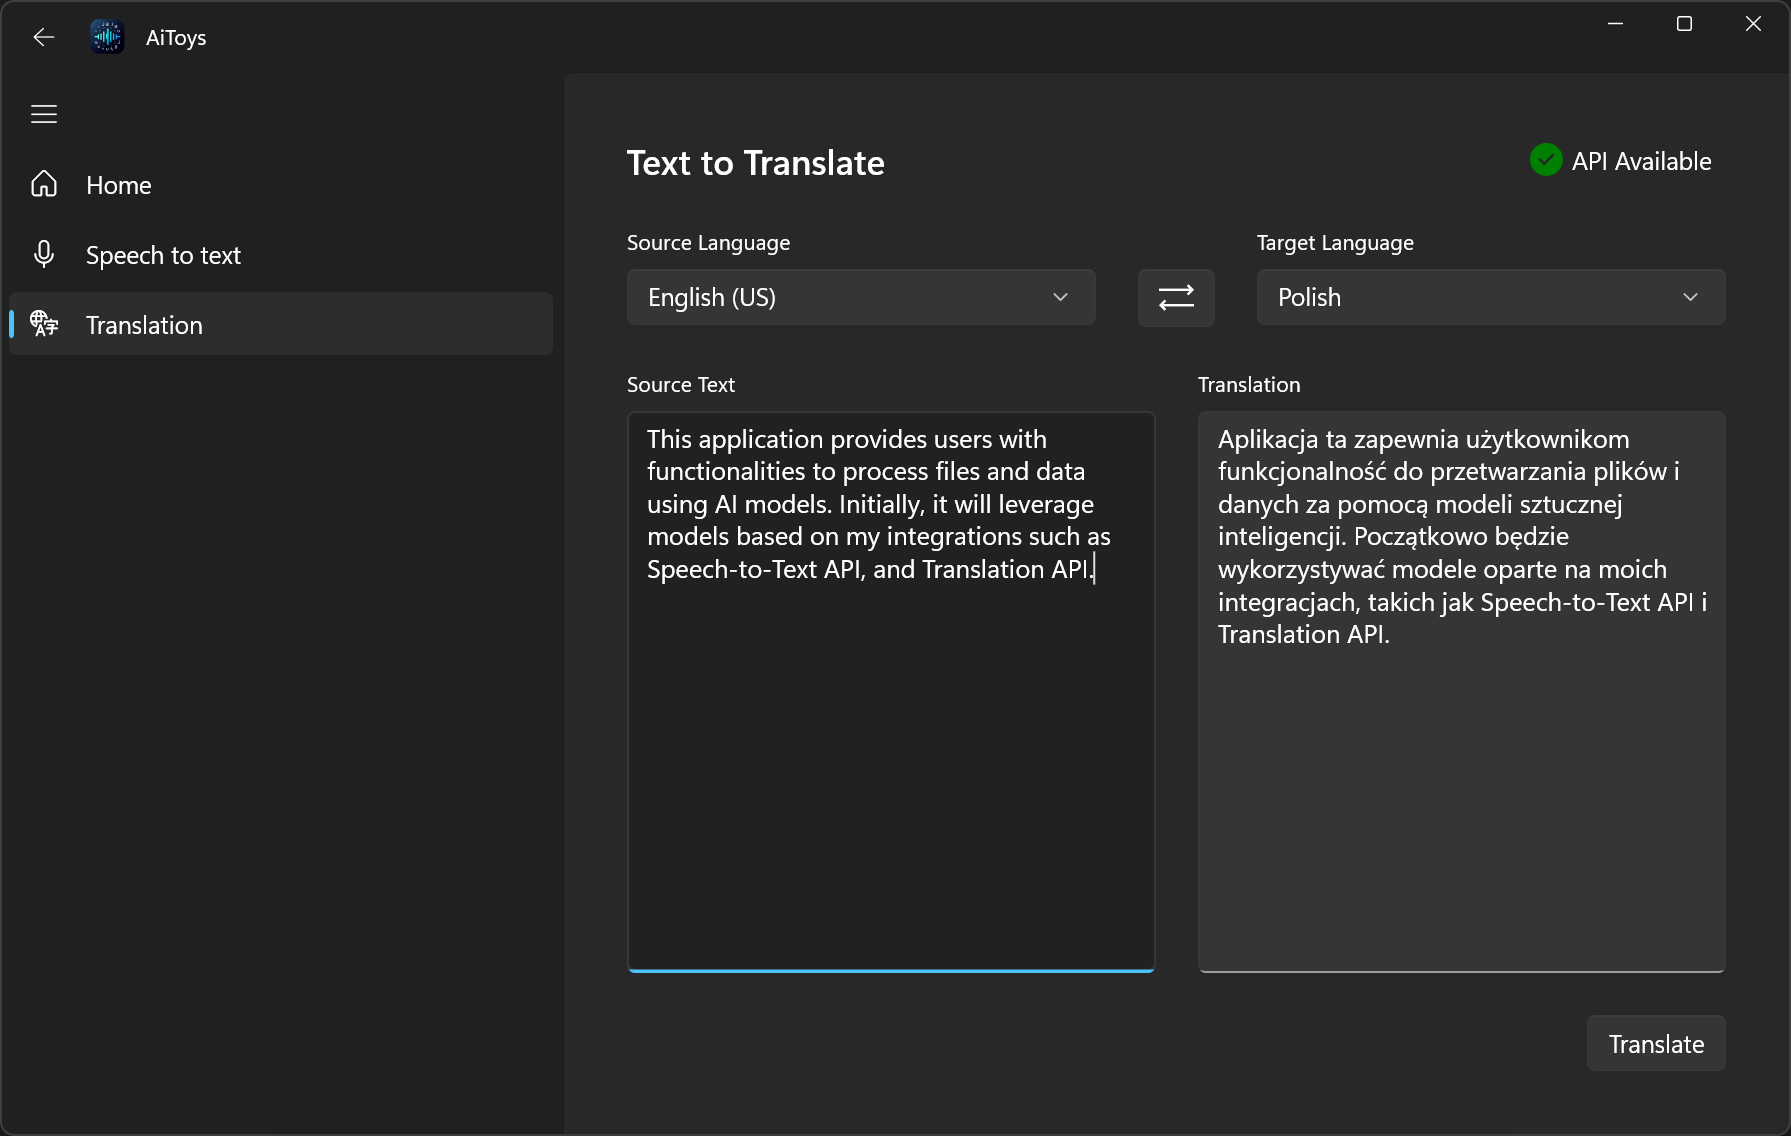 AiToys
Home
Speech to text
Translation
Text to Translate
API Available
Source Language
Target Language
English (US)
Polish
Source Text
This application provides users with
functionalities to process files and data
using AI models. Initially, it will leverage
models based on my integrations such as
Speech-to-Text API, and Translation API.
Translation
Aplikacja ta zapewnia użytkownikom
funkcjonalność do przetwarzania plików i
danych za pomocą modeli sztucznej
inteligencji. Początkowo będzie
wykorzystywać modele oparte na moich
integracjach, takich jak Speech-to-Text API i
Translation API.
Translate